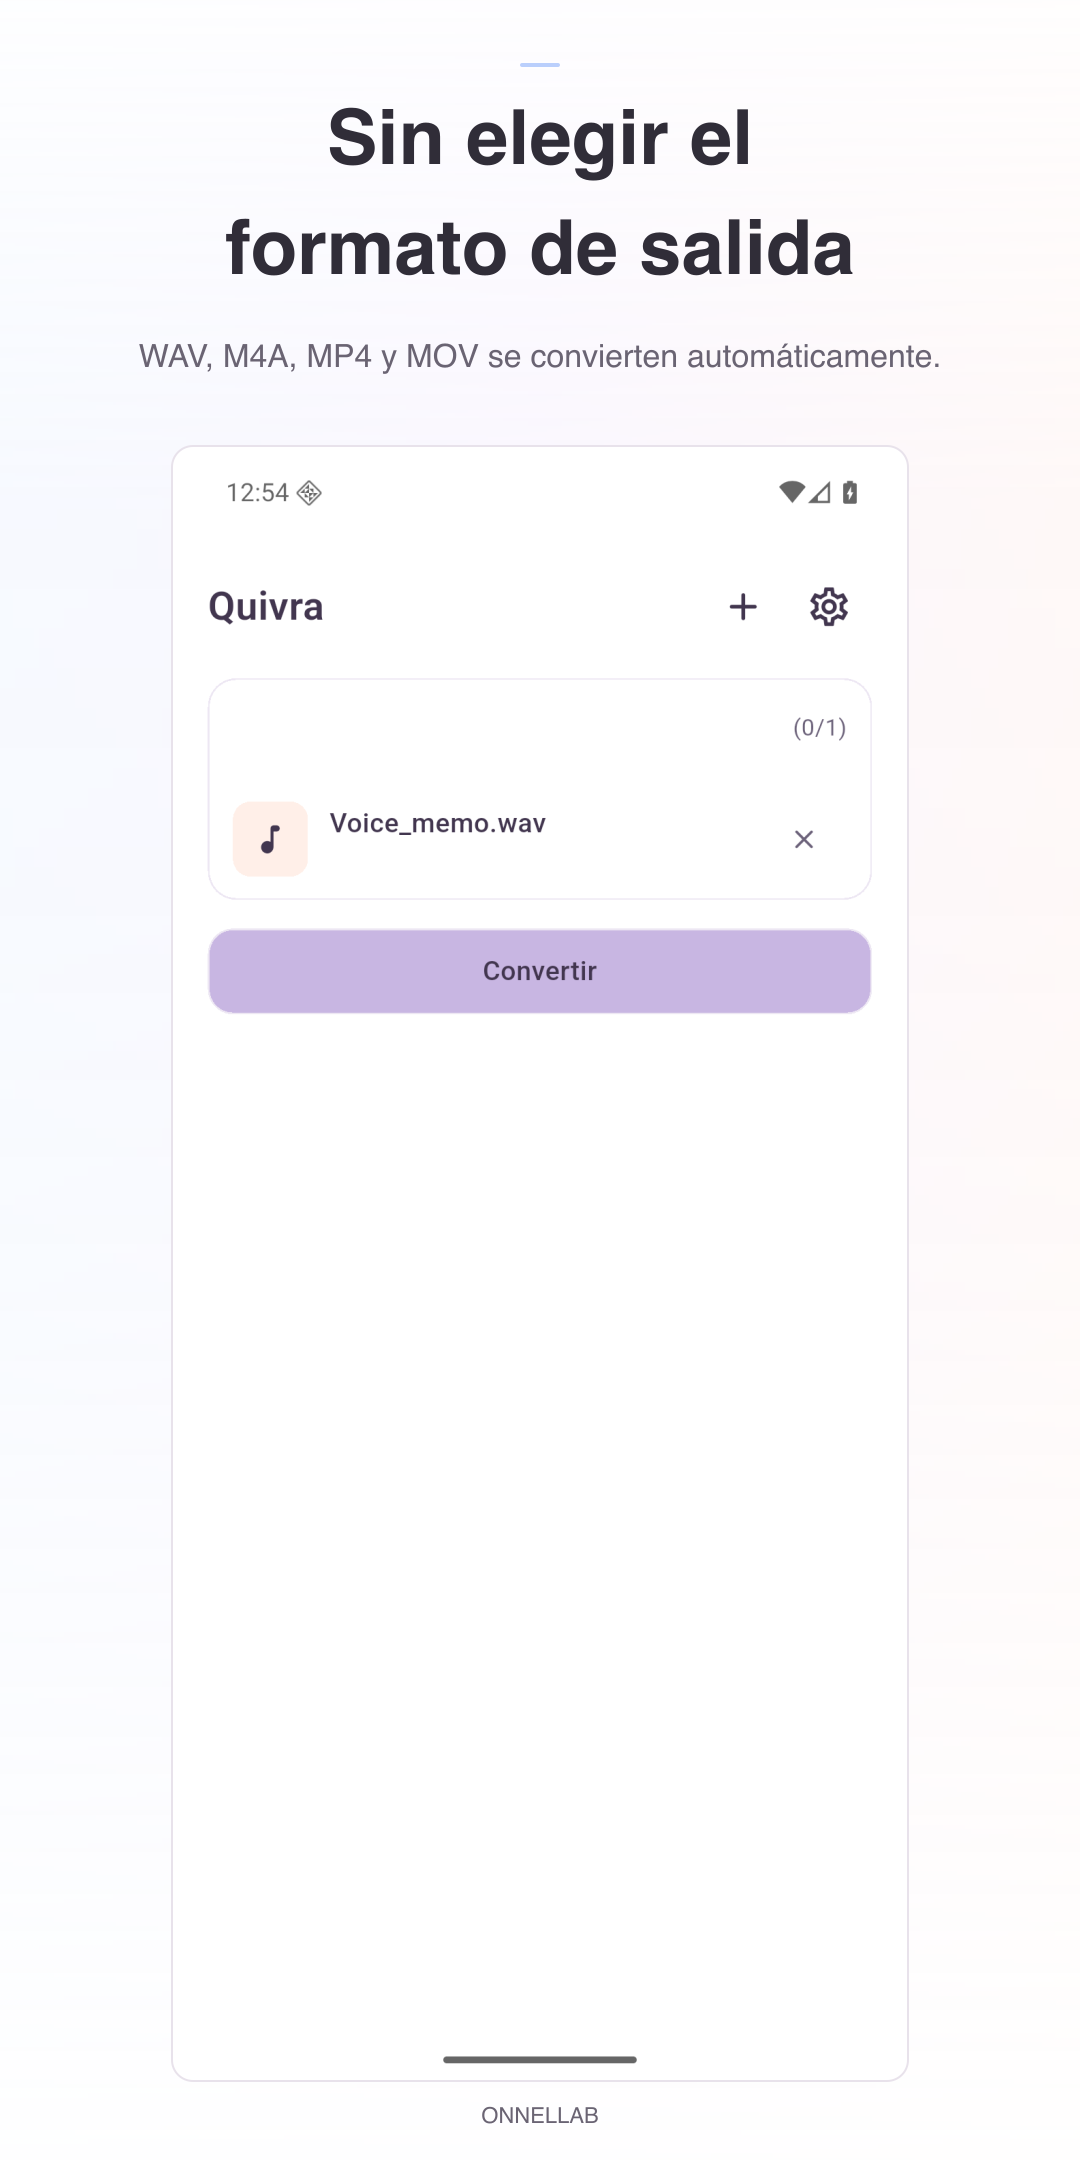 Sin elegir el
formato de salida
WAV, M4A, MP4 y MOV se convierten automáticamente.
12:54
Quivra
(0/1)
Voice_memo.wav
Convertir
ONNELLAB